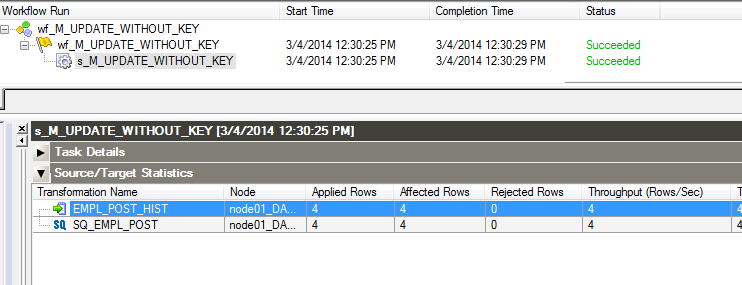 Workflow Run Start Time Completion Time Status
wf_M_UPDATE_WITHOUT_KEY
wf_M_UPDATE_WITHOUT_KEY 3/4/2014 12:30:25 PM 3/4/2014 12:30:29 PM Succeeded
s_M_UPDATE_WITHOUT_KEY 3/4/2014 12:30:25 PM 3/4/2014 12:30:29 PM Succeeded
s_M_UPDATE_WITHOUT_KEY [3/4/2014 12:30:25 PM]
Task Details
Source/Target Statistics
Transformation Name Node Applied Rows Affected Rows Rejected Rows Throughput (Rows/Sec) T
EMPL_POST_HIST node01_DA... 4 4 0 4 4
SQ SQ_EMPL_POST node01_DA... 4 4 0 4 4